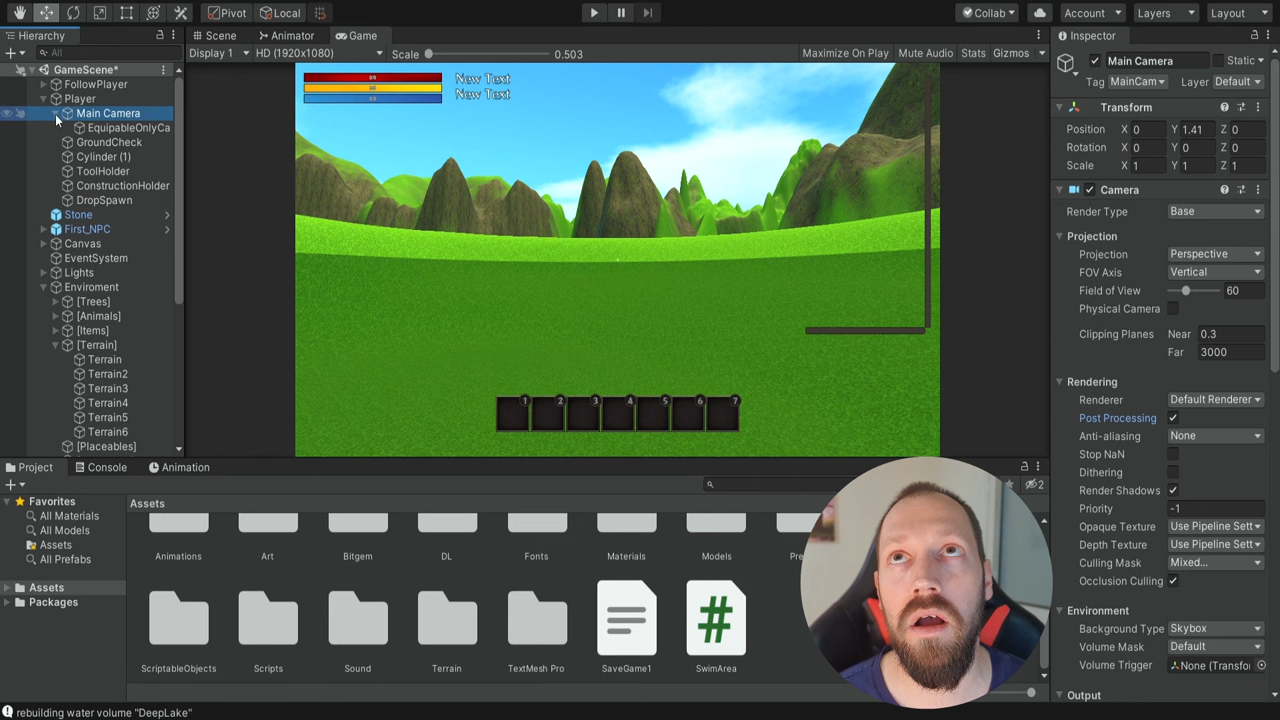 Pivot
Local
Collab
Account
Layers
Layout
Hierarchy
All
GameScene*
FollowPlayer
Player
Main Camera
EquipableOnlyCa
GroundCheck
Cylinder (1)
ToolHolder
ConstructionHolder
DropSpawn
Stone
First_NPC
Canvas
EventSystem
Lights
Enviroment
[Trees]
[Animals]
[Items]
[Terrain]
Terrain
Terrain2
Terrain3
Terrain4
Terrain5
Terrain6
[Placeables]
Scene
Animator
Game
Display 1
HD (1920x1080)
Scale
0.503
Maximize On Play
Mute Audio
Stats
Gizmos
0/0
0/0
0/0
New Text
New Text
1
2
3
4
5
6
7
Inspector
Main Camera
Static
Tag MainCam
Layer Default
Transform
Position X 0 Y 1.41 Z 0
Rotation X 0 Y 0 Z 0
Scale X 1 Y 1 Z 1
Camera
Render Type Base
Projection
Projection Perspective
FOV Axis Vertical
Field of View 60
Physical Camera
Clipping Planes Near 0.3
Far 3000
Rendering
Renderer Default Renderer
Post Processing
Anti-aliasing None
Stop NaN
Dithering
Render Shadows
Priority -1
Opaque Texture Use Pipeline Sett
Depth Texture Use Pipeline Sett
Culling Mask Mixed...
Occlusion Culling
Environment
Background Type Skybox
Volume Mask Default
Volume Trigger None (Transfor
Output
Project
Console
Animation
2
Favorites
All Materials
All Models
Assets
All Prefabs
Assets
Packages
Assets
Animations
Art
Bitgem
DL
Fonts
Materials
Models
Pre
ScriptableObjects
Scripts
Sound
Terrain
TextMesh Pro
SaveGame1
SwimArea
rebuilding water volume "DeepLake"